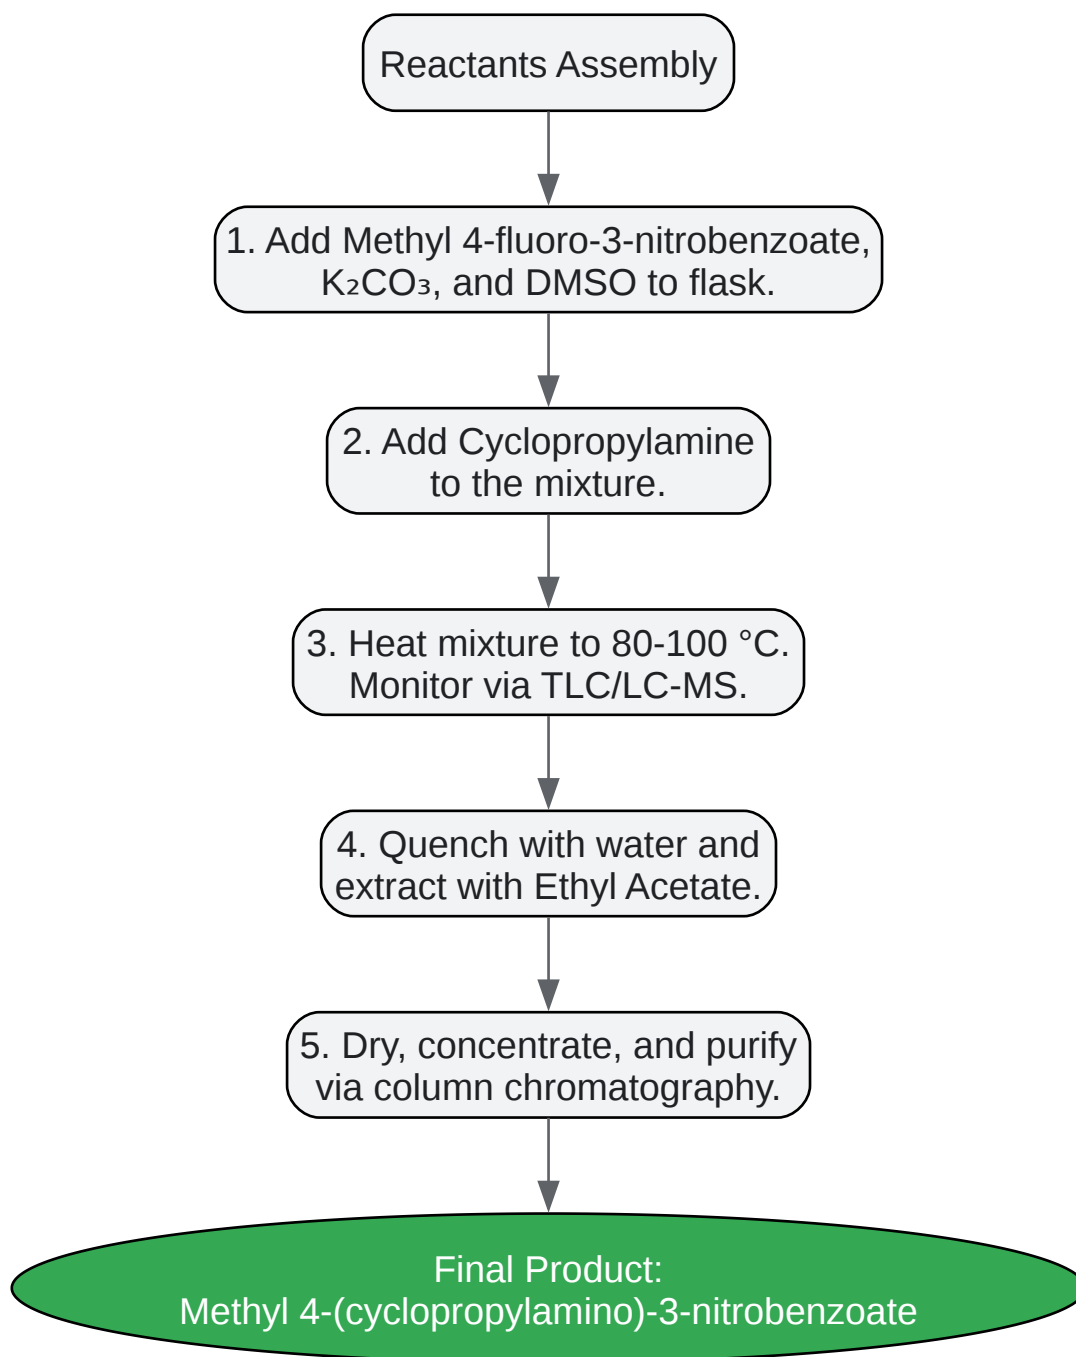 Reactants Assembly
1. Add Methyl 4-fluoro-3-nitrobenzoate,
K₂CO₃, and DMSO to flask.
2. Add Cyclopropylamine
to the mixture.
3. Heat mixture to 80-100 °C.
Monitor via TLC/LC-MS.
4. Quench with water and
extract with Ethyl Acetate.
5. Dry, concentrate, and purify
via column chromatography.
Final Product:
Methyl 4-(cyclopropylamino)-3-nitrobenzoate